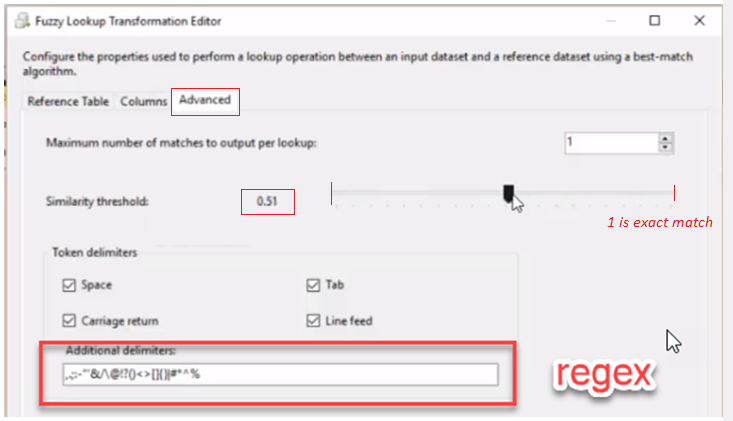 Fuzzy Lookup Transformation Editor
Configure the properties used to perform a lookup operation between an input dataset and a reference dataset using a best-match
algorithm.
Reference Table Columns Advanced
Maximum number of matches to output per lookup: 1
Similarity threshold: 0.51
1 is exact match
Token delimiters
Space Tab
Carriage return Line feed
Additional delimiters:
,.;:-"'&/\@!?()<>[]{}|#*^%
regex